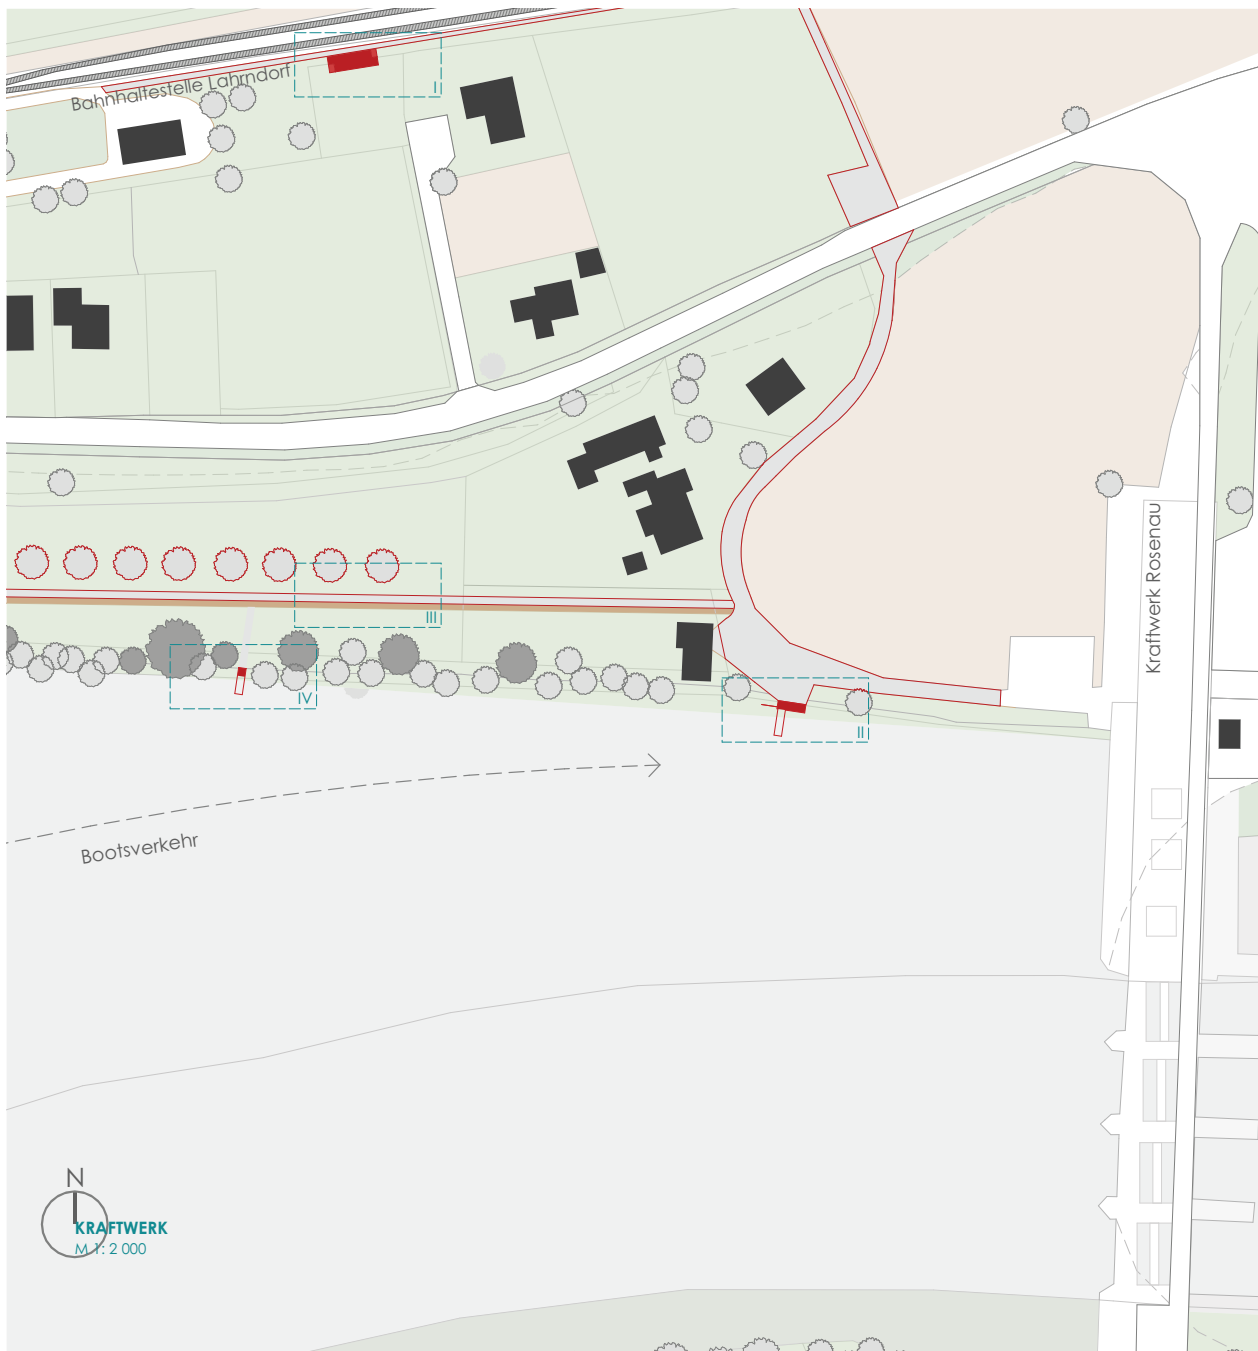 Bahnhaltestelle Lahrndorf
I
Kraftwerk Rosenau
III
IV
II
Bootsverkehr
N
KRAFTWERK
M 1: 2 000